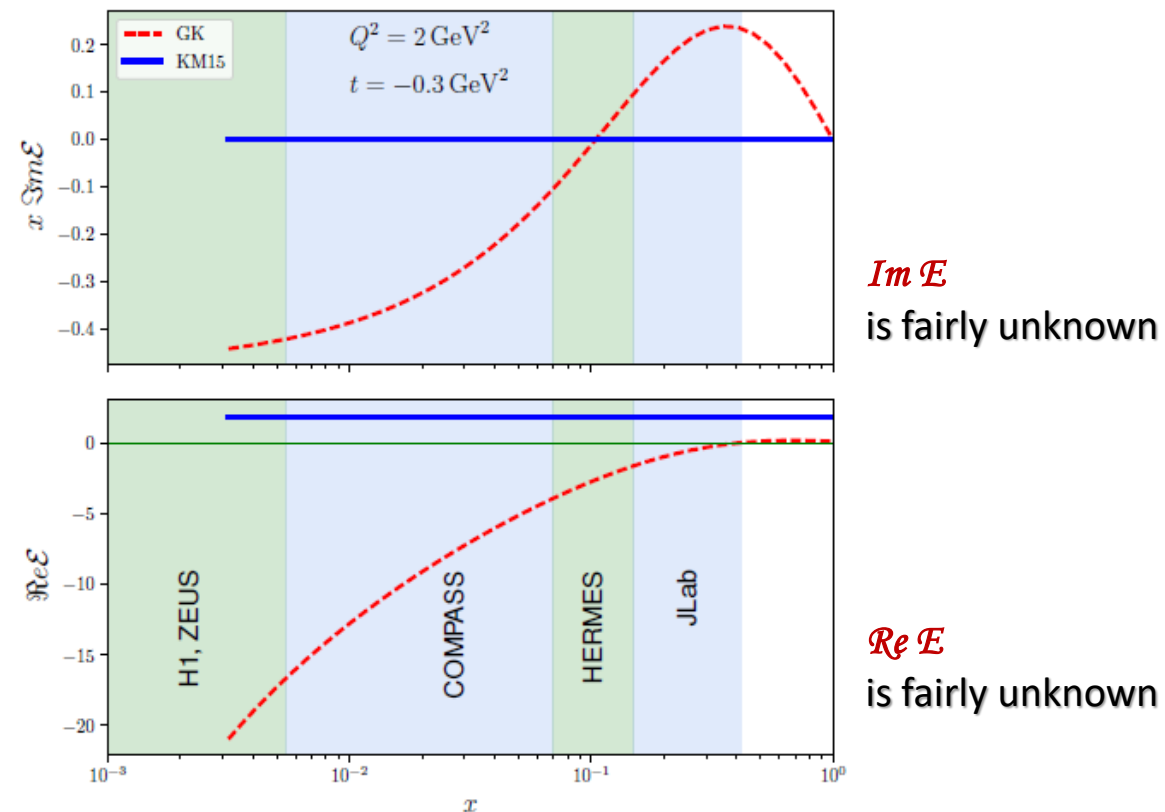 GK
KM15
Q² = 2 GeV²
t = −0.3 GeV²
0.2
0.1
0.0
−0.1
−0.2
−0.3
−0.4
x ℑmℰ
Im E
is fairly unknown
0
−5
−10
−15
−20
ℜeℰ
H1, ZEUS
COMPASS
HERMES
JLab
Re E
is fairly unknown
10⁻³
10⁻²
10⁻¹
10⁰
x